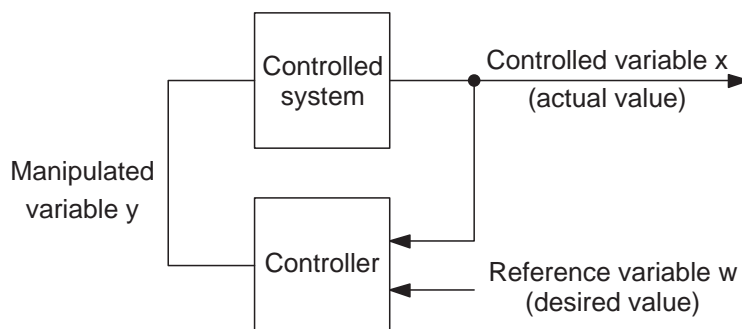 Controlled
system
Controlled variable x
(actual value)
Manipulated
variable y
Controller
Reference variable w
(desired value)